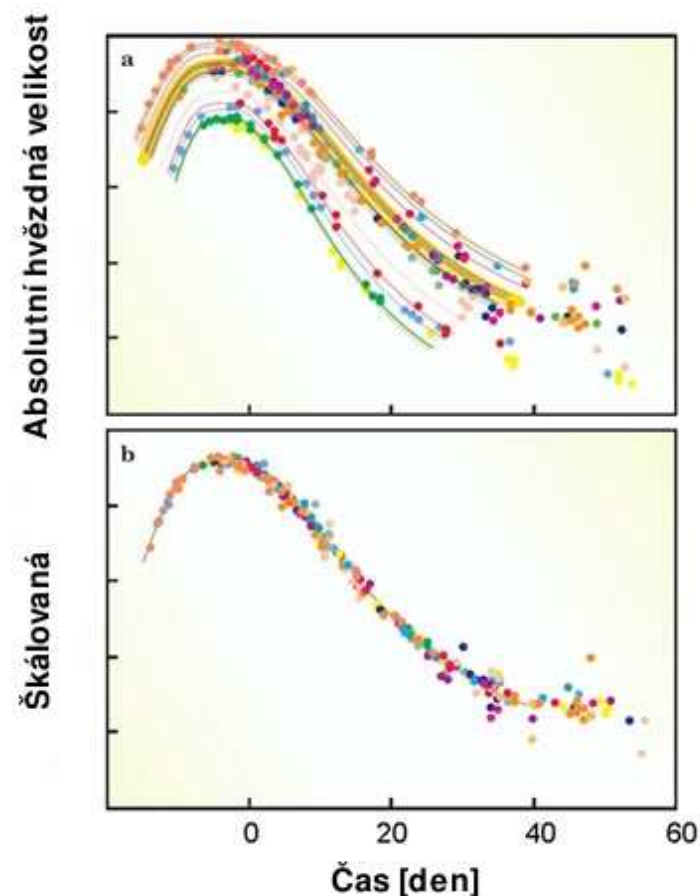 Absolutní hvězdná velikost
a
Škálovaná
b
0 20 40 60
Čas [den]